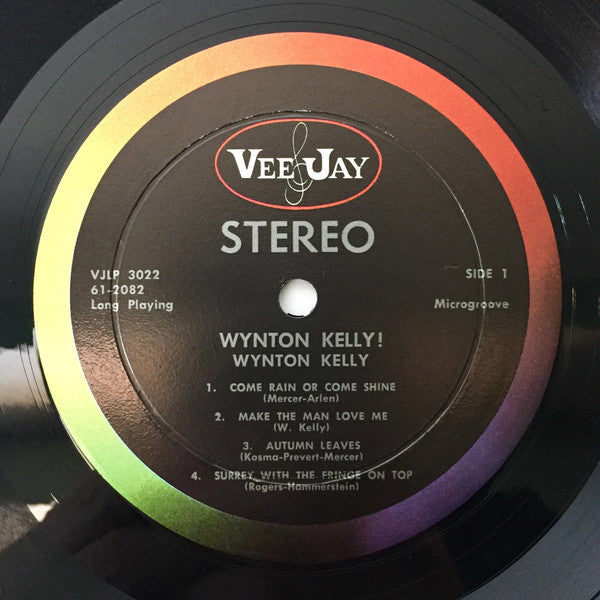 VEE JAY
STEREO
VJLP 3022
61-2082
Long Playing
SIDE 1
Microgroove
WYNTON KELLY!
WYNTON KELLY
1. COME RAIN OR COME SHINE
(Mercer-Arlen)
2. MAKE THE MAN LOVE ME
(W. Kelly)
3. AUTUMN LEAVES
(Kosma-Prevert-Mercer)
4. SURREY WITH THE FRINGE ON TOP
(Rogers-Hammerstein)